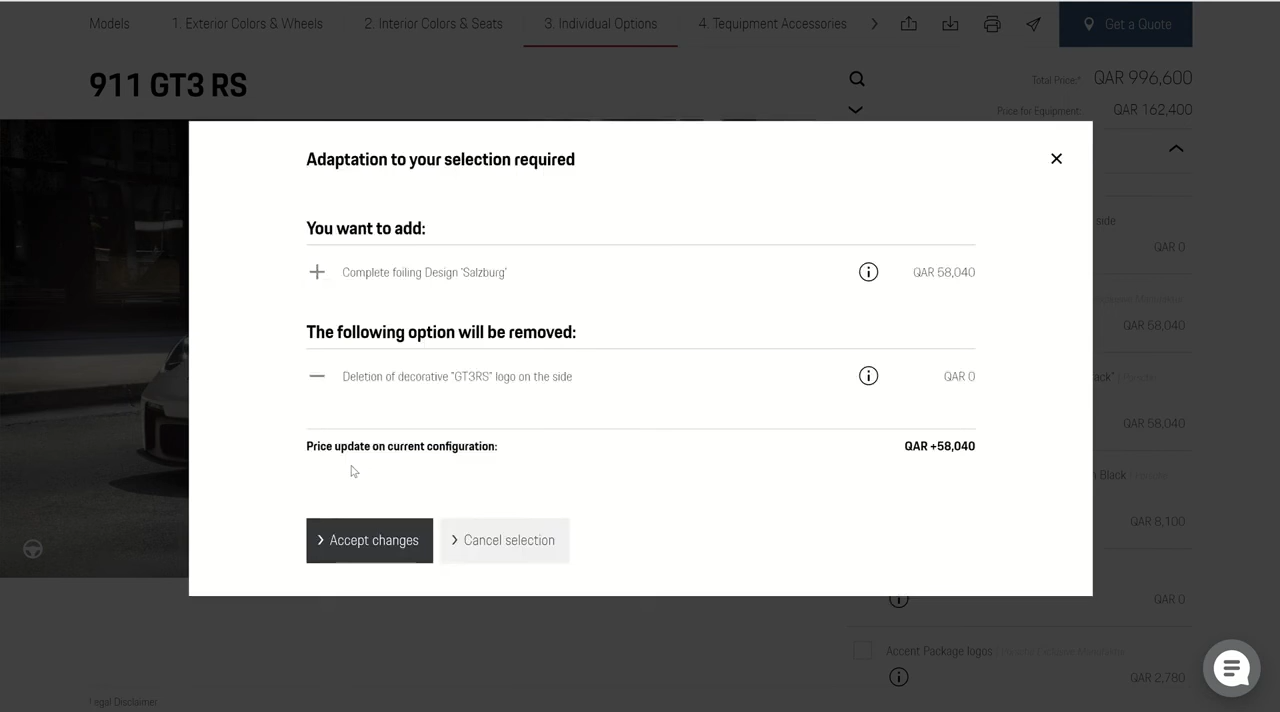 Models
1. Exterior Colors & Wheels
2. Interior Colors & Seats
3. Individual Options
4. Tequipment Accessories
Get a Quote
911 GT3 RS
Total Price:* QAR 996,600
Price for Equipment: QAR 162,400
Adaptation to your selection required
You want to add:
Complete foiling Design 'Salzburg'
QAR 58,040
The following option will be removed:
Deletion of decorative "GT3RS" logo on the side
QAR 0
Price update on current configuration:
QAR +58,040
Accept changes
Cancel selection
side
QAR 0
QAR 58,040
QAR 58,040
Black
QAR 8,100
QAR 0
Accent Package logos | Porsche Exclusive Manufaktur
QAR 2,780
Legal Disclaimer